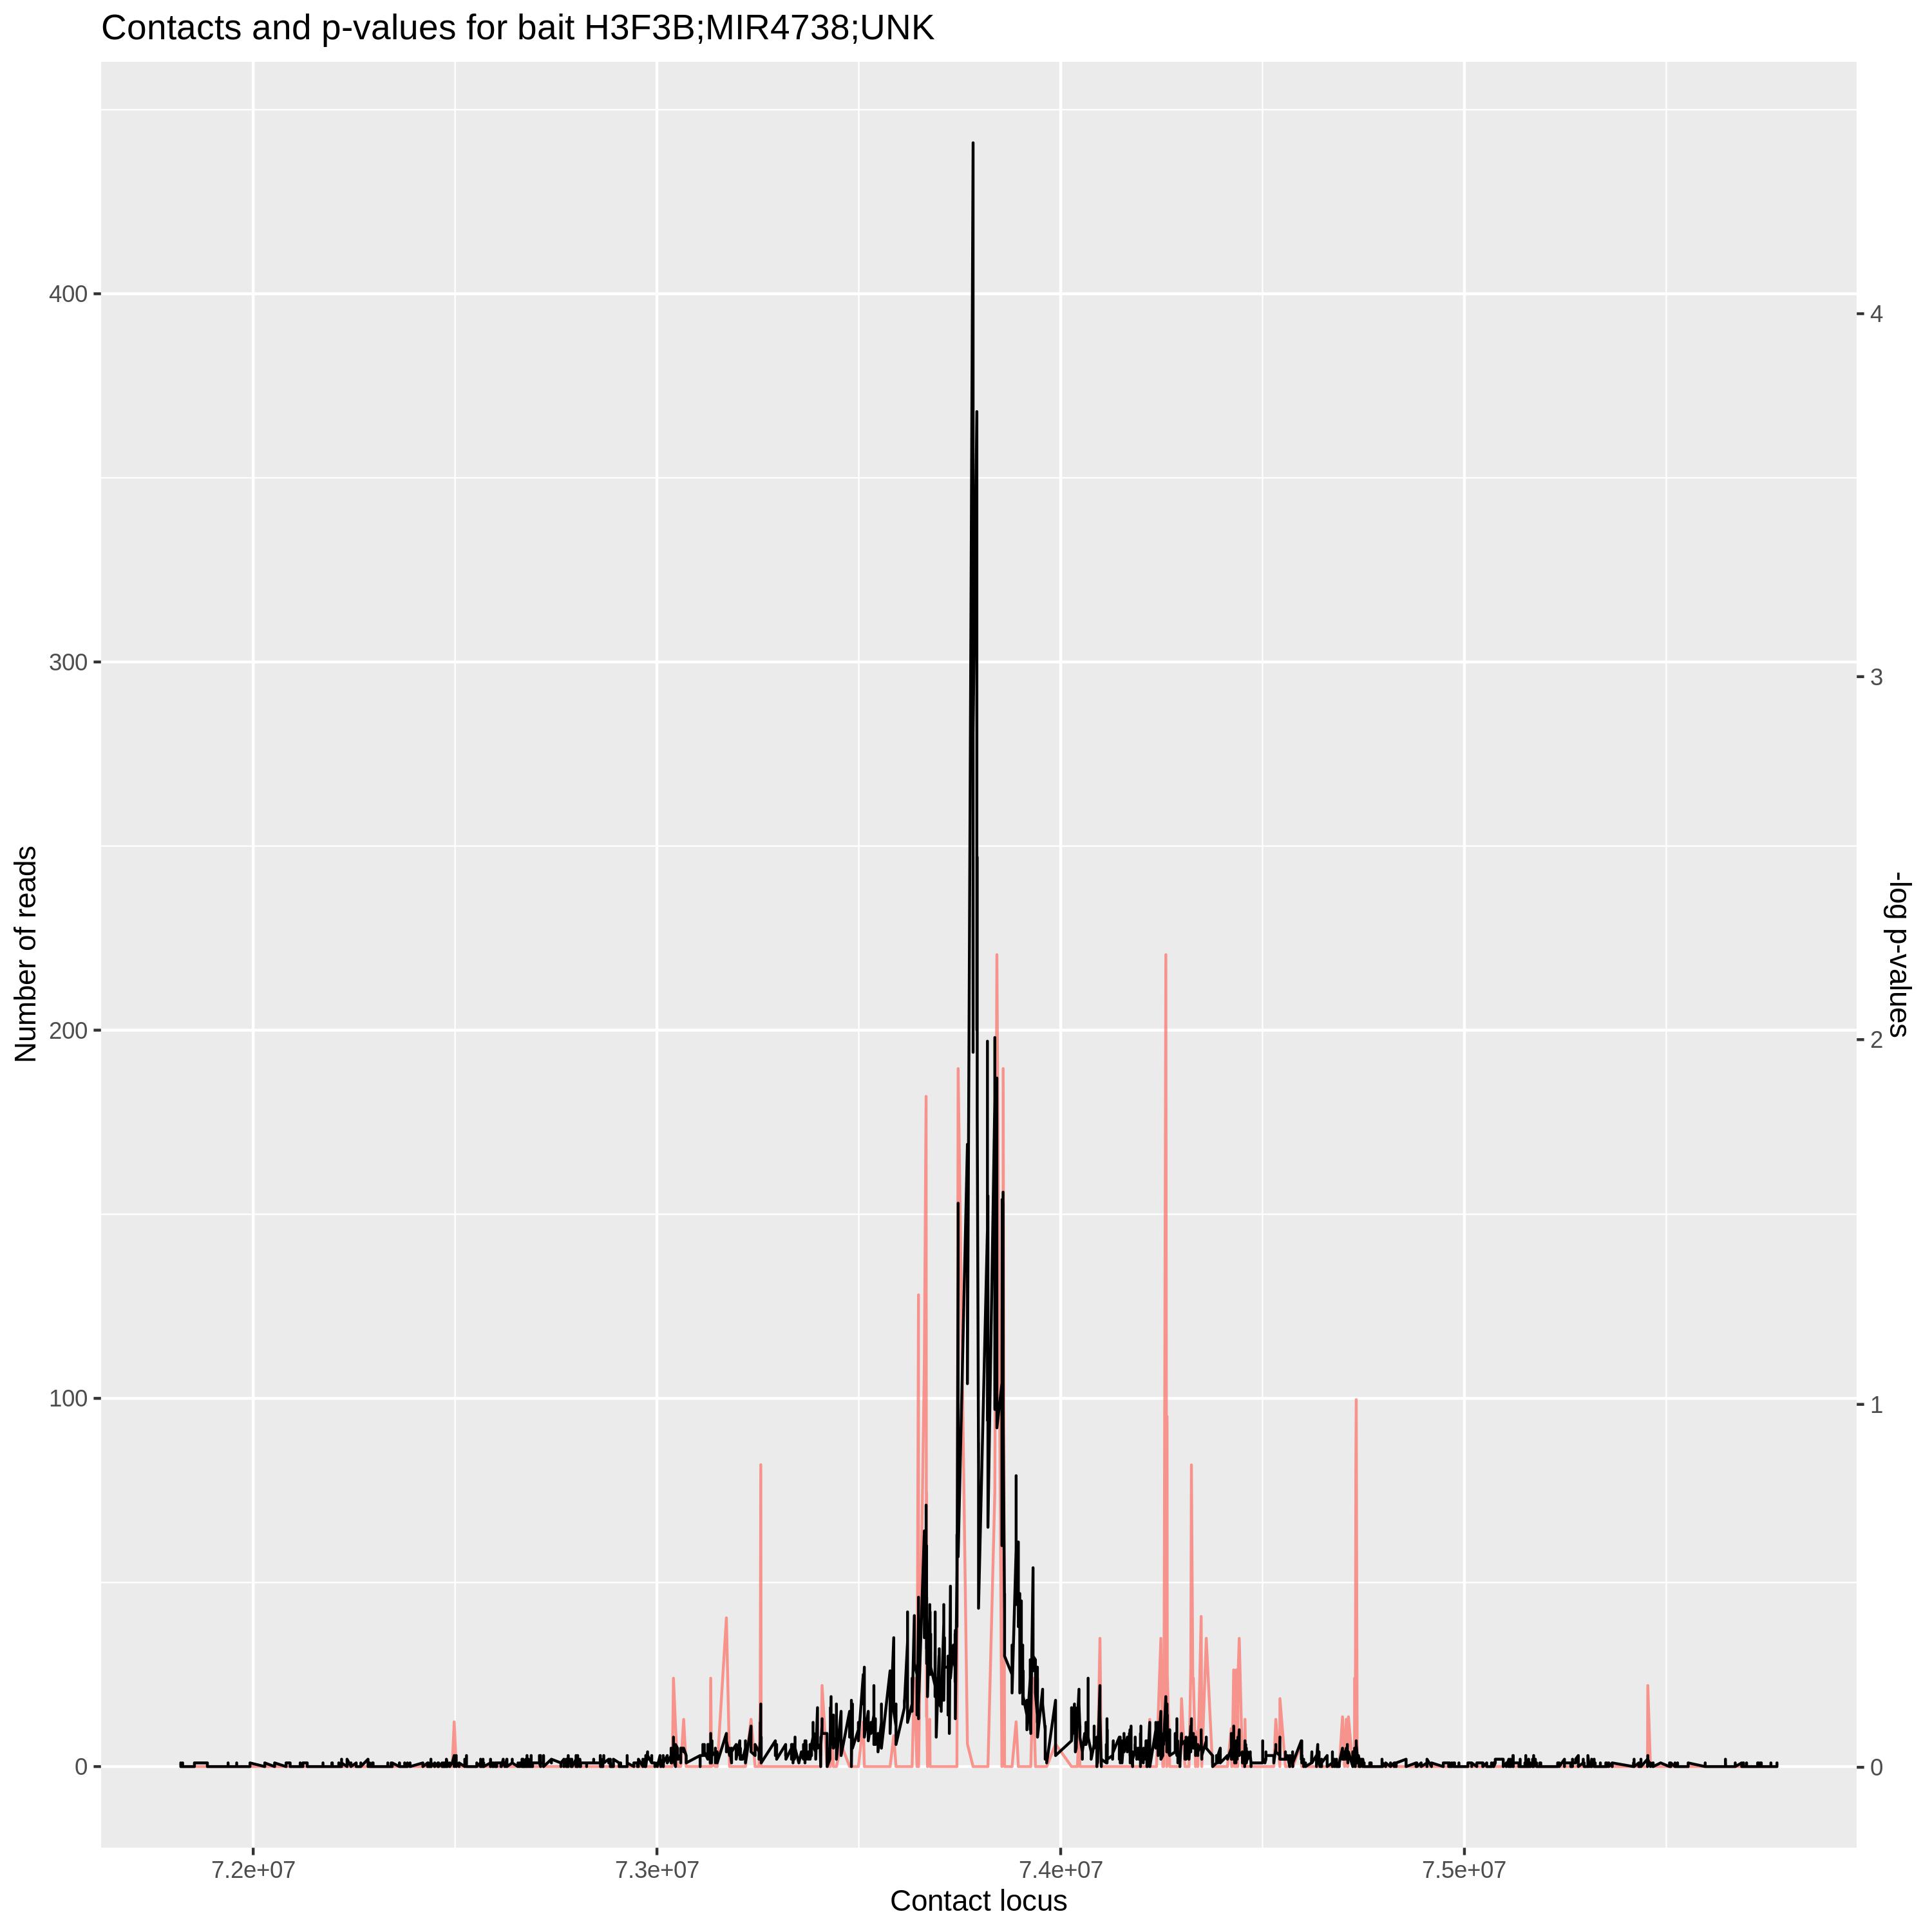 Contacts and p-values for bait H3F3B;MIR4738;UNK
400
300
200
100
0
Number of reads
4
3
2
1
0
-log p-values
7.2e+07
7.3e+07
7.4e+07
7.5e+07
Contact locus